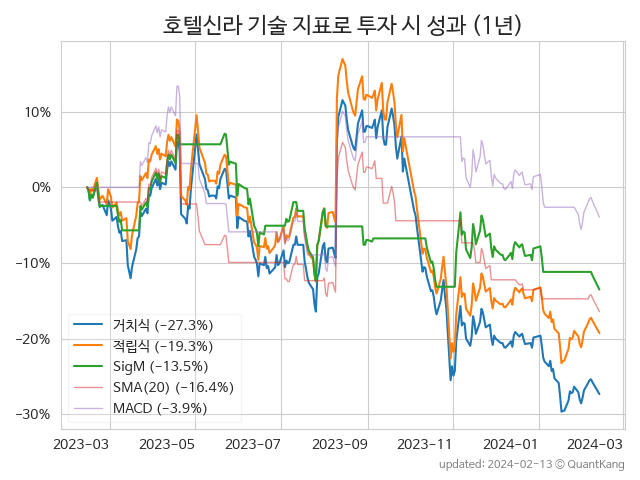 호텔신라 기술 지표로 투자 시 성과 (1년)
10%
0%
−10%
−20%
−30%
거치식 (−27.3%)
적립식 (−19.3%)
SigM (−13.5%)
SMA(20) (−16.4%)
MACD (−3.9%)
2023-03 2023-05 2023-07 2023-09 2023-11 2024-01 2024-03
updated: 2024-02-13 © QuantKang